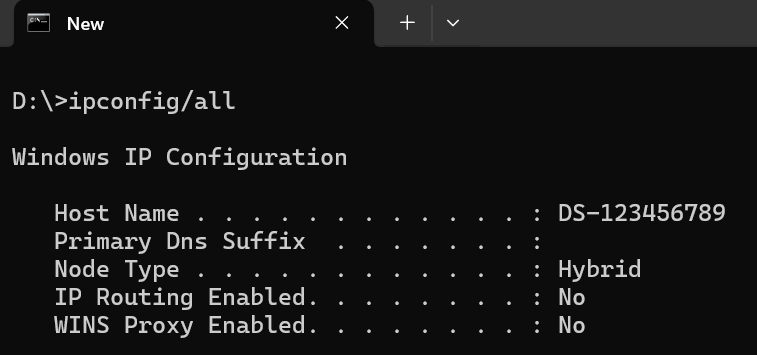 New
D:\>ipconfig/all
Windows IP Configuration
Host Name . . . . . . . . . . . . : DS-123456789
Primary Dns Suffix  . . . . . . . :
Node Type . . . . . . . . . . . . : Hybrid
IP Routing Enabled. . . . . . . . : No
WINS Proxy Enabled. . . . . . . . : No